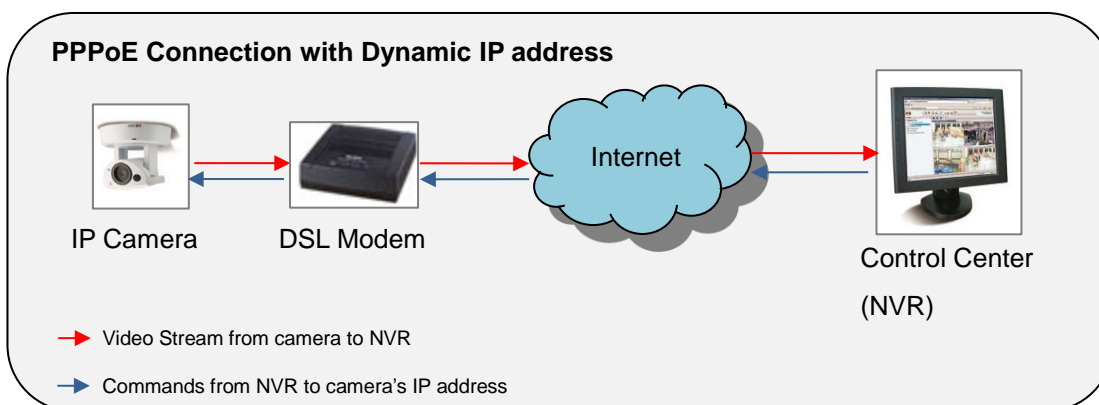 PPPoE Connection with Dynamic IP address
Internet
IP Camera
DSL Modem
Control Center
(NVR)
Video Stream from camera to NVR
Commands from NVR to camera's IP address